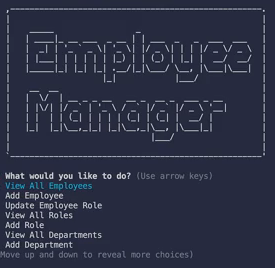 Employee
Manager
What would you like to do? (Use arrow keys)
View All Employees
Add Employee
Update Employee Role
View All Roles
Add Role
View All Departments
Add Department
Move up and down to reveal more choices)